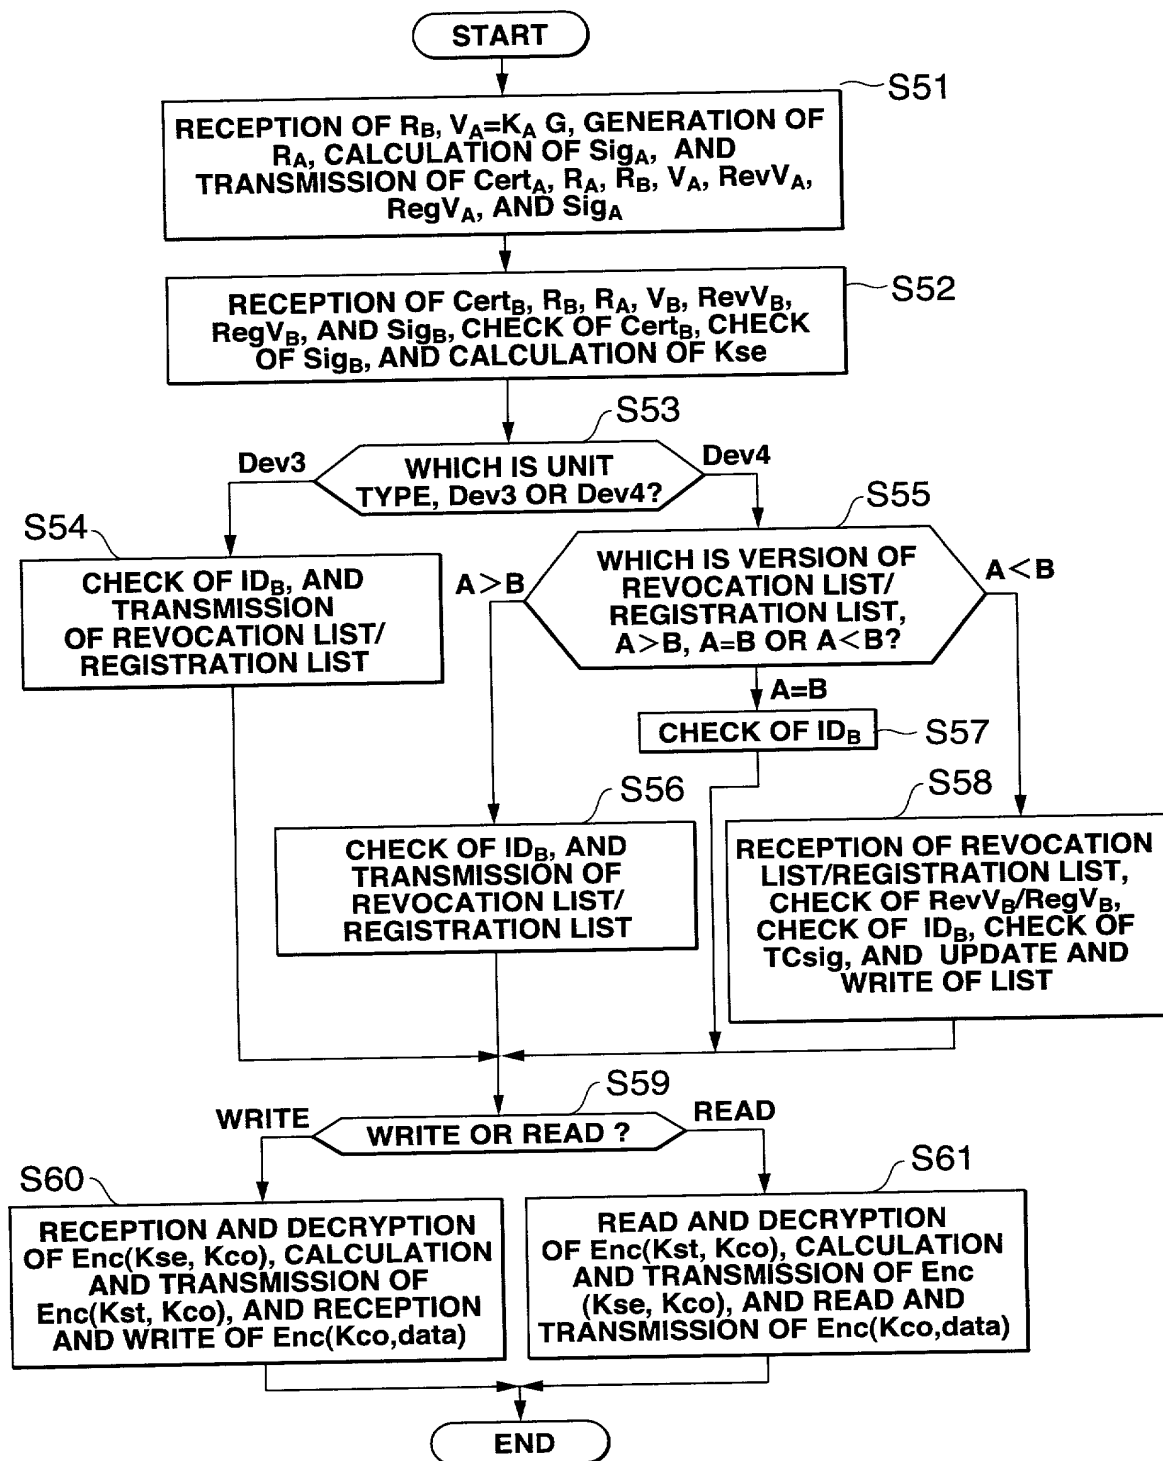 START
S51
RECEPTION OF R_B, V_A=K_A G, GENERATION OF
R_A, CALCULATION OF Sig_A, AND
TRANSMISSION OF Cert_A, R_A, R_B, V_A, RevV_A,
RegV_A, AND Sig_A
S52
RECEPTION OF Cert_B, R_B, R_A, V_B, RevV_B,
RegV_B, AND Sig_B, CHECK OF Cert_B, CHECK
OF Sig_B, AND CALCULATION OF Kse
S53
Dev3
WHICH IS UNIT
TYPE, Dev3 OR Dev4?
Dev4
S54
CHECK OF ID_B, AND
TRANSMISSION
OF REVOCATION LIST/
REGISTRATION LIST
S55
A>B
WHICH IS VERSION OF
REVOCATION LIST/
REGISTRATION LIST,
A>B, A=B OR A<B?
A<B
A=B
CHECK OF ID_B
S57
S56
CHECK OF ID_B, AND
TRANSMISSION OF
REVOCATION LIST/
REGISTRATION LIST
S58
RECEPTION OF REVOCATION
LIST/REGISTRATION LIST,
CHECK OF RevV_B/RegV_B,
CHECK OF ID_B, CHECK OF
TCsig, AND UPDATE AND
WRITE OF LIST
S59
WRITE
WRITE OR READ ?
READ
S60
RECEPTION AND DECRYPTION
OF Enc(Kse, Kco), CALCULATION
AND TRANSMISSION OF
Enc(Kst, Kco), AND RECEPTION
AND WRITE OF Enc(Kco,data)
S61
READ AND DECRYPTION
OF Enc(Kst, Kco), CALCULATION
AND TRANSMISSION OF Enc
(Kse, Kco), AND READ AND
TRANSMISSION OF Enc(Kco,data)
END